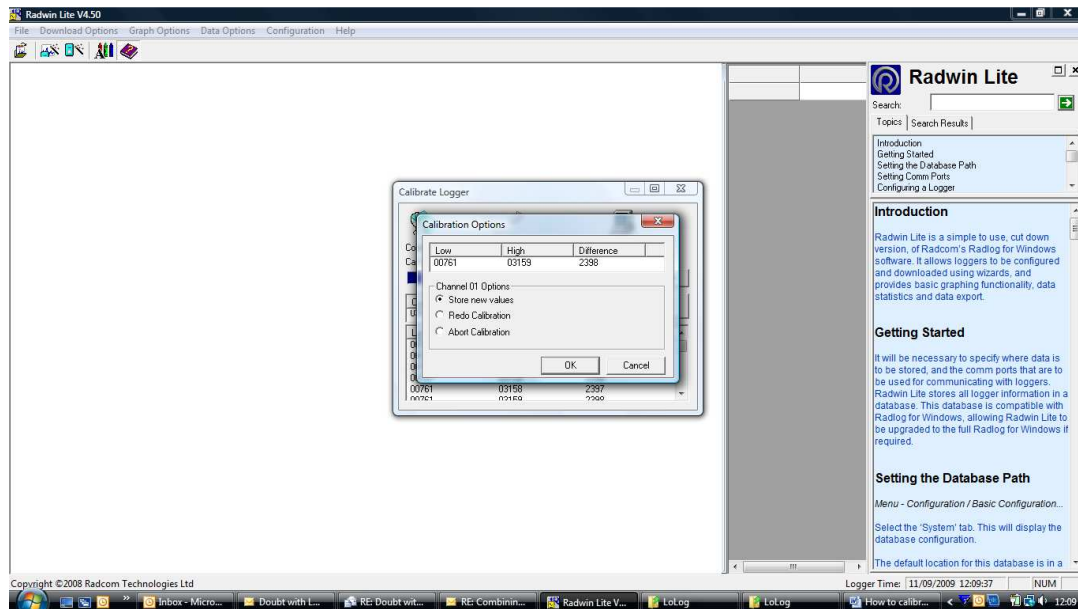 Radwin Lite V4.50
File Download Options Graph Options Data Options Configuration Help
Radwin Lite
Search:
Topics Search Results
Introduction
Getting Started
Setting the Database Path
Setting Comm Ports
Configuring a Logger
Calibrate Logger
Calibration Options
Low High Difference
00761 03159 2398
Channel 01 Options
Store new values
Redo Calibration
Abort Calibration
OK Cancel
00761 03158 2397
00761 03159 2398
Introduction
Radwin Lite is a simple to use, cut down
version, of Radcom's Radlog for Windows
software. It allows loggers to be configured
and downloaded using wizards, and
provides basic graphing functionality, data
statistics and data export.
Getting Started
It will be necessary to specify where data is
to be stored, and the comm ports that are to
be used for communicating with loggers.
Radwin Lite stores all logger information in a
database. This database is compatible with
Radlog for Windows, allowing Radwin Lite to
be upgraded to the full Radlog for Windows if
required.
Setting the Database Path
Menu - Configuration / Basic Configuration...
Select the 'System' tab. This will display the
database configuration.
The default location for this database is in a
Copyright ©2008 Radcom Technologies Ltd
Logger Time: 11/09/2009 12:09:37 NUM
Inbox - Micro... Doubt with L... RE: Doubt wit... RE: Combinin... Radwin Lite V... LoLog LoLog How to calibr... 12:09